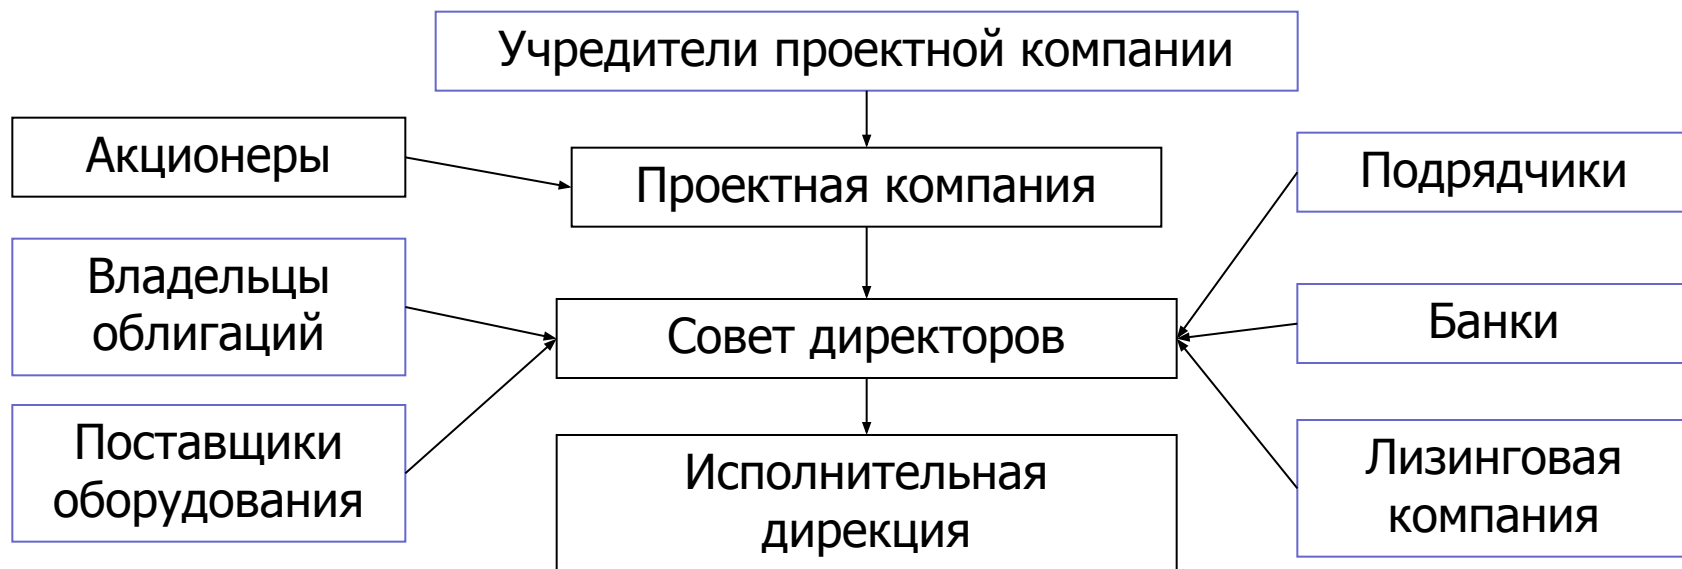 Учредители проектной компании
Акционеры
Проектная компания
Подрядчики
Владельцы
облигаций
Совет директоров
Банки
Поставщики
оборудования
Исполнительная
дирекция
Лизинговая
компания